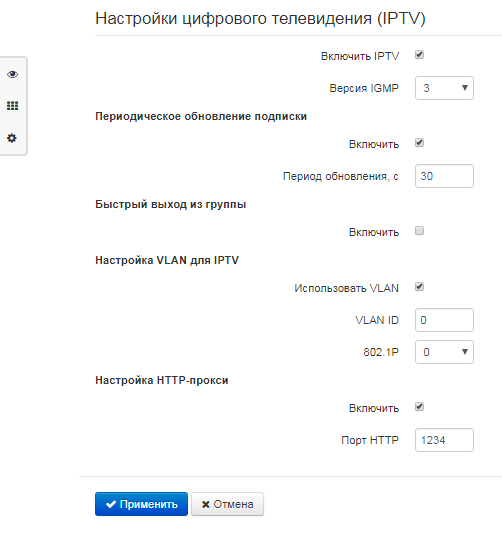 Настройки цифрового телевидения (IPTV)
Включить IPTV
Версия IGMP 3
Периодическое обновление подписки
Включить
Период обновления, с 30
Быстрый выход из группы
Включить
Настройка VLAN для IPTV
Использовать VLAN
VLAN ID 0
802.1P 0
Настройка HTTP-прокси
Включить
Порт HTTP 1234
Применить Отмена